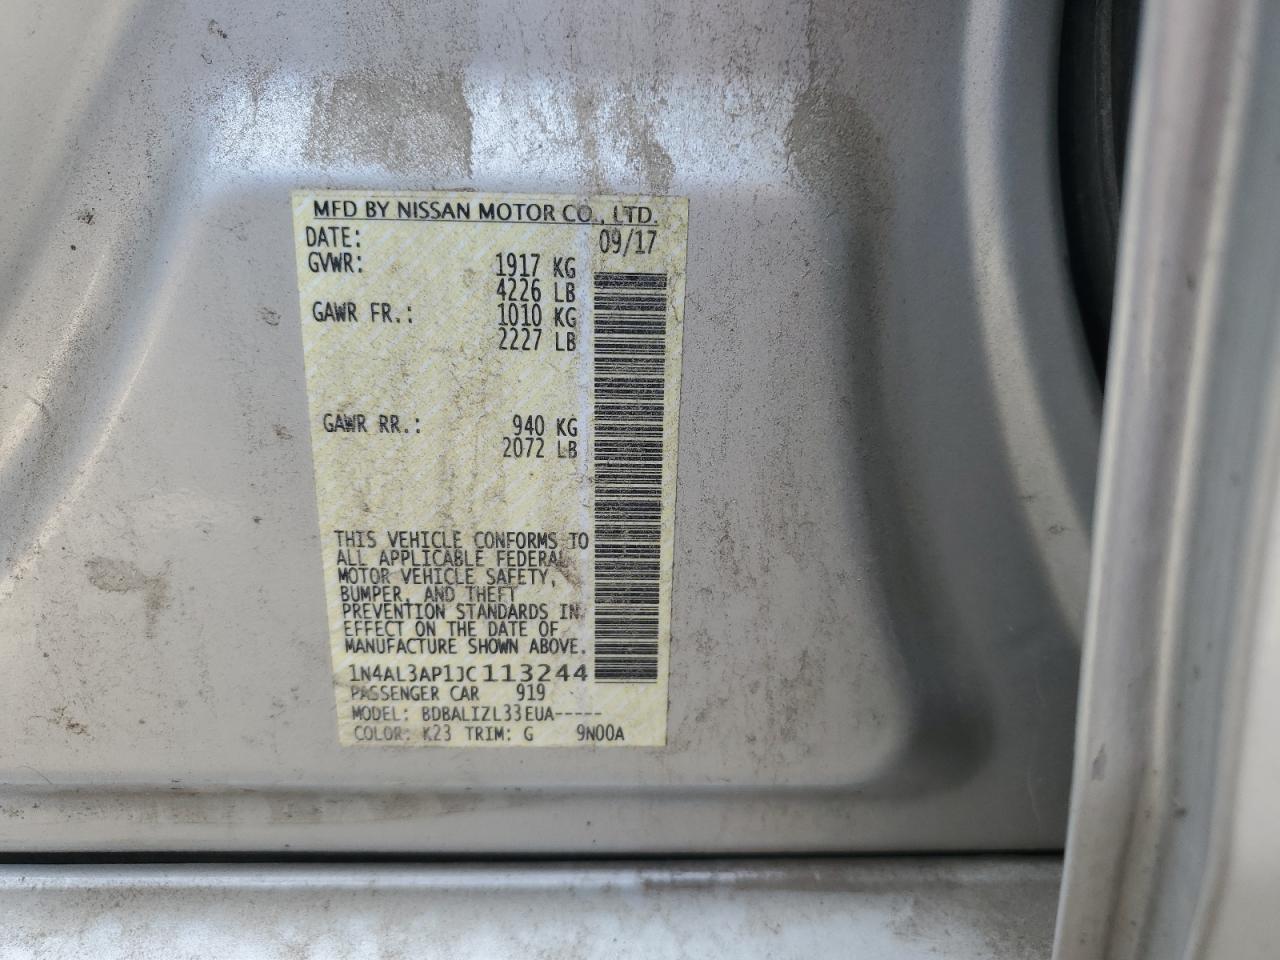 MFD BY NISSAN MOTOR CO., LTD.
DATE: 09/17
GVWR: 1917 KG
4226 LB
GAWR FR.: 1010 KG
2227 LB
GAWR RR.: 940 KG
2072 LB
THIS VEHICLE CONFORMS TO
ALL APPLICABLE FEDERAL
MOTOR VEHICLE SAFETY,
BUMPER, AND THEFT
PREVENTION STANDARDS IN
EFFECT ON THE DATE OF
MANUFACTURE SHOWN ABOVE.
1N4AL3AP1JC113244
PASSENGER CAR 919
MODEL: BDBALIZL33EUA-----
COLOR: K23 TRIM: G 9N00A